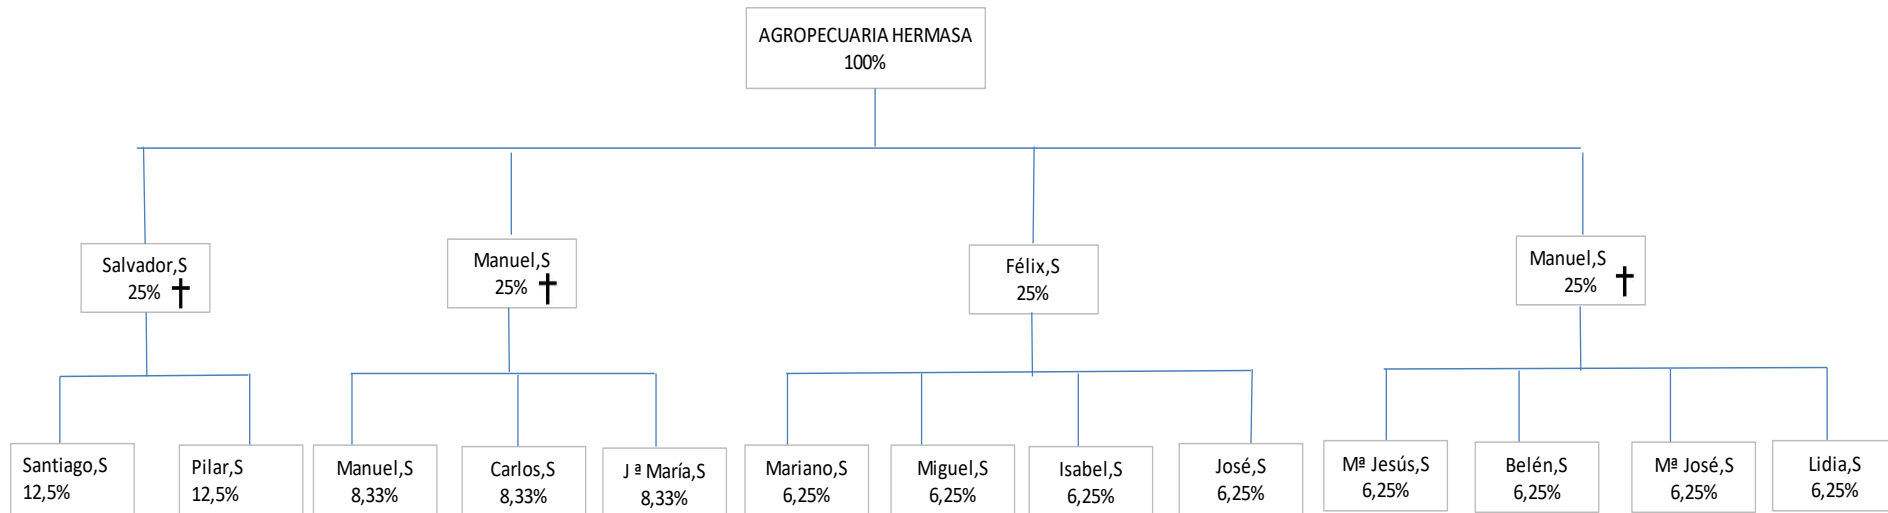 AGROPECUARIA HERMASA
100%
Salvador,S
25%
Manuel,S
25%
Félix,S
25%
Manuel,S
25%
Santiago,S
12,5%
Pilar,S
12,5%
Manuel,S
8,33%
Carlos,S
8,33%
J ª María,S
8,33%
Mariano,S
6,25%
Miguel,S
6,25%
Isabel,S
6,25%
José,S
6,25%
Mª Jesús,S
6,25%
Belén,S
6,25%
Mª José,S
6,25%
Lidia,S
6,25%